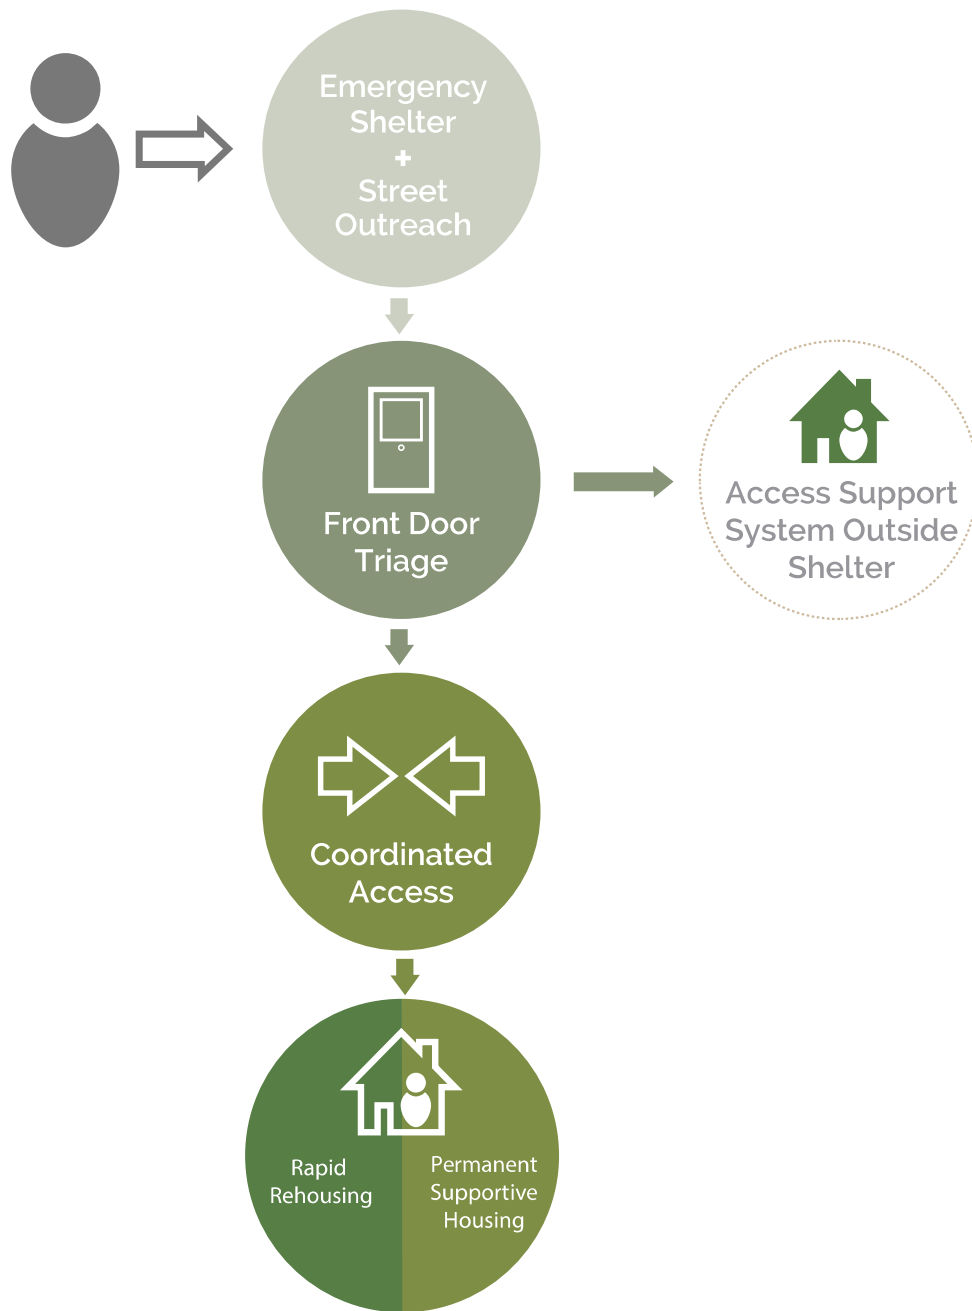 Emergency
Shelter
+
Street
Outreach
Front Door
Triage
Access Support
System Outside
Shelter
Coordinated
Access
Rapid
Rehousing
Permanent
Supportive
Housing